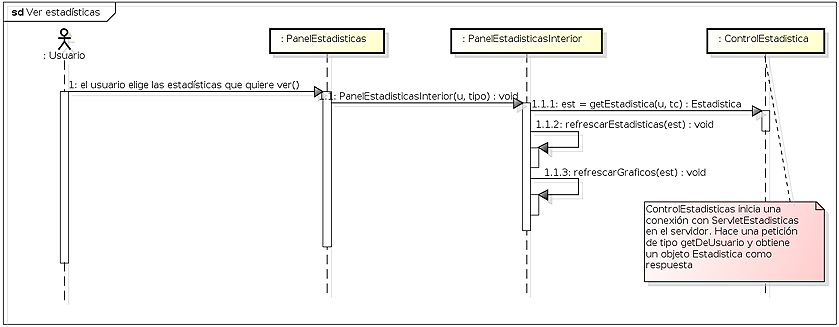 sd Ver estadísticas
: Usuario
: PanelEstadisticas
: PanelEstadisticasInterior
: ControlEstadistica
1: el usuario elige las estadísticas que quiere ver()
1.1: PanelEstadisticasInterior(u, tipo) : void
1.1.1: est = getEstadistica(u, tc) : Estadistica
1.1.2: refrescarEstadisticas(est) : void
1.1.3: refrescarGraficos(est) : void
ControlEstadisticas inicia una
conexión con ServletEstadisticas
en el servidor. Hace una petición
de tipo getDeUsuario y obtiene
un objeto Estadistica como
respuesta